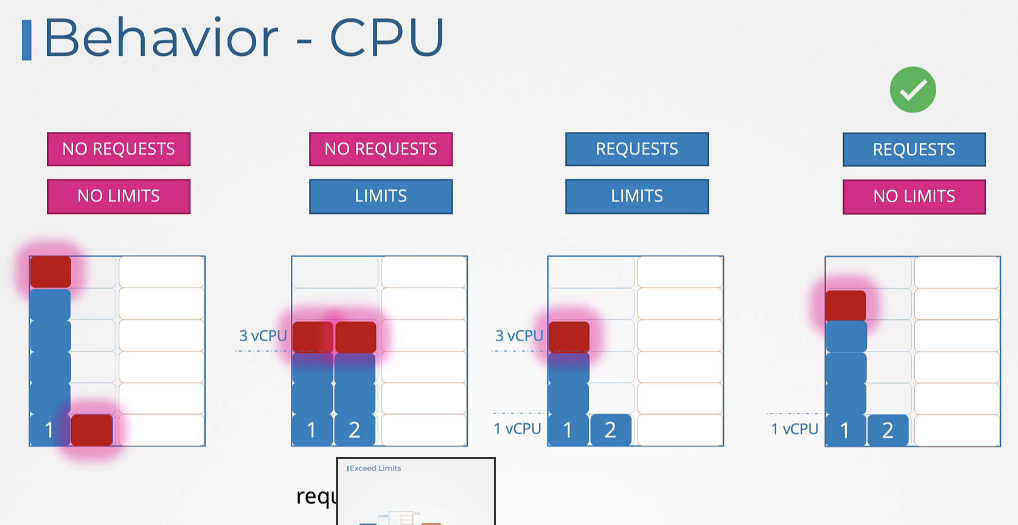 Behavior - CPU
NO REQUESTS
NO LIMITS
NO REQUESTS
LIMITS
REQUESTS
LIMITS
REQUESTS
NO LIMITS
1
3 vCPU
1
2
3 vCPU
1 vCPU
1
2
1 vCPU
1
2
Exceed Limits